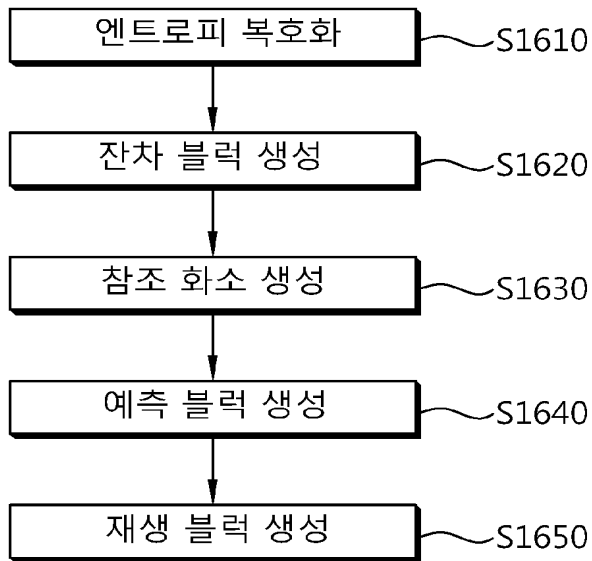 엔트로피 복호화
S1610
잔차 블럭 생성
S1620
참조 화소 생성
S1630
예측 블럭 생성
S1640
재생 블럭 생성
S1650